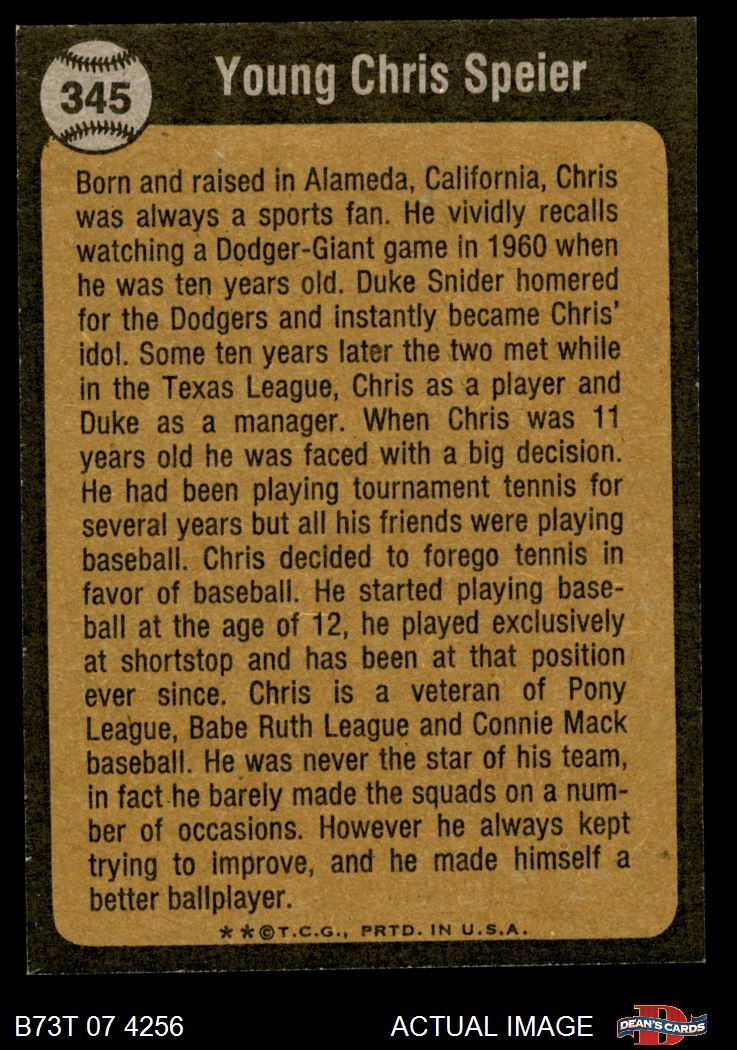 345
Young Chris Speier
Born and raised in Alameda, California, Chris
was always a sports fan. He vividly recalls
watching a Dodger-Giant game in 1960 when
he was ten years old. Duke Snider homered
for the Dodgers and instantly became Chris'
idol. Some ten years later the two met while
in the Texas League, Chris as a player and
Duke as a manager. When Chris was 11
years old he was faced with a big decision.
He had been playing tournament tennis for
several years but all his friends were playing
baseball. Chris decided to forego tennis in
favor of baseball. He started playing base-
ball at the age of 12, he played exclusively
at shortstop and has been at that position
ever since. Chris is a veteran of Pony
League, Babe Ruth League and Connie Mack
baseball. He was never the star of his team,
in fact he barely made the squads on a num-
ber of occasions. However he always kept
trying to improve, and he made himself a
better ballplayer.
* * © T.C.G., PRTD. IN U.S.A.
B73T 07 4256
ACTUAL IMAGE
D
DEAN'S CARDS